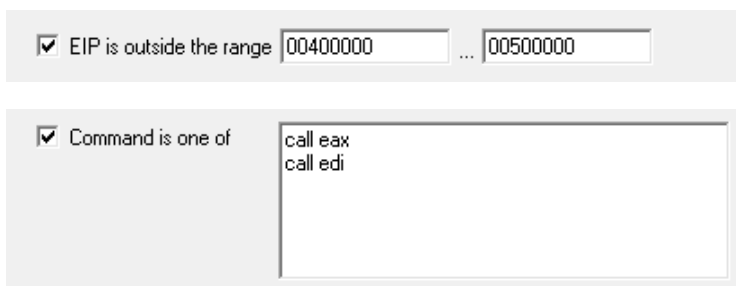 EIP is outside the range 00400000 ... 00500000
Command is one of call eax
call edi